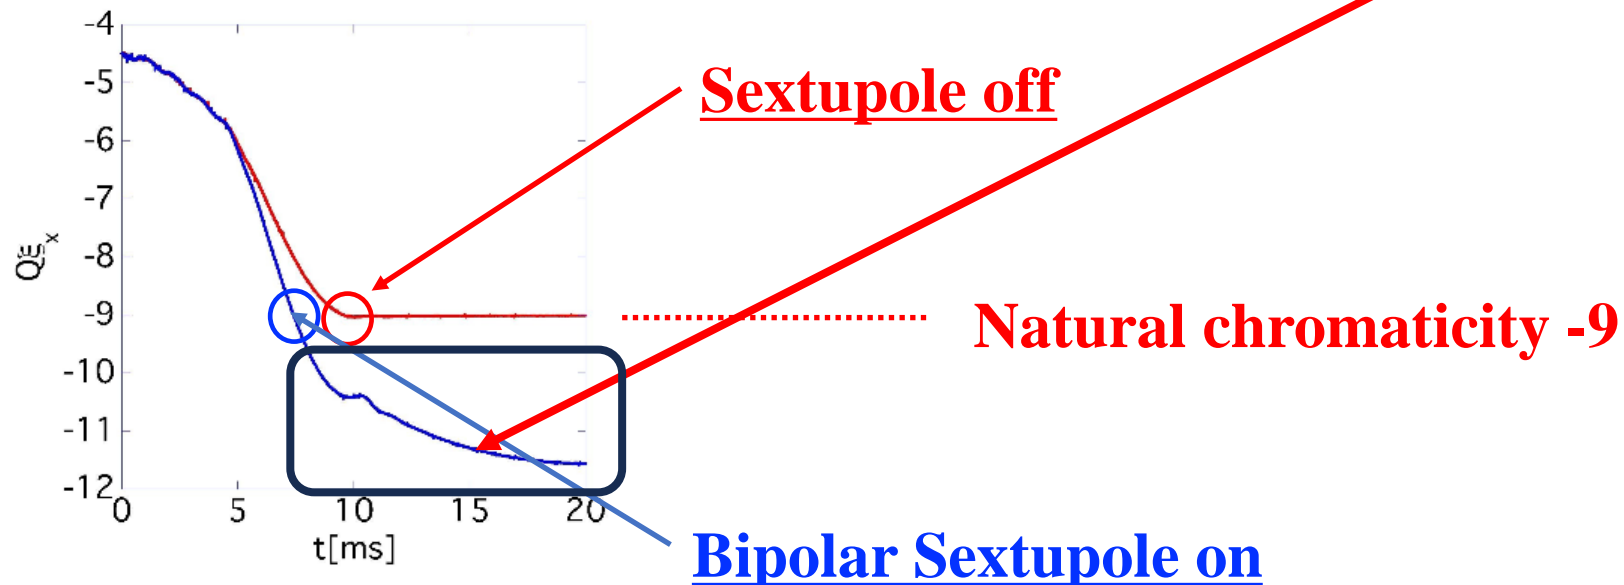 -4
-5
-6
-7
-8
-9
-10
-11
-12
Qξx
0 5 10 15 20
t[ms]
Sextupole off
Natural chromaticity -9
Bipolar Sextupole on